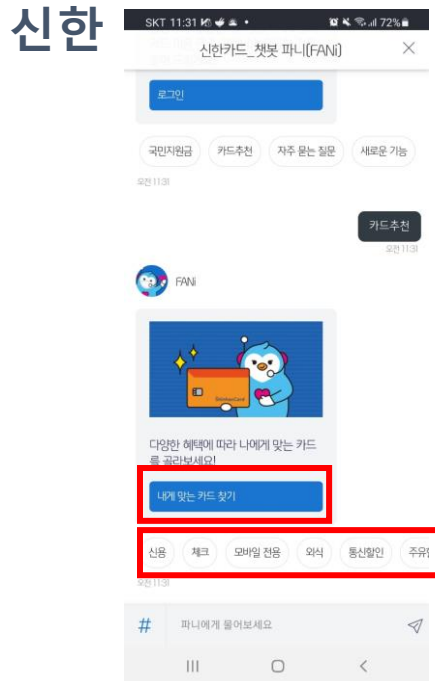 신한
SKT 11:31
72%
신한카드_챗봇 파니(FANi)
로그인
국민지원금 카드추천 자주 묻는 질문 새로운 기능
오전 11:31
카드추천
오전 11:31
FANi
ShinhanCard
다양한 혜택에 따라 나에게 맞는 카드
를 골라보세요!
내게 맞는 카드 찾기
신용 체크 모바일 전용 외식 통신할인 주유할
오전 11:31
# 파니에게 물어보세요